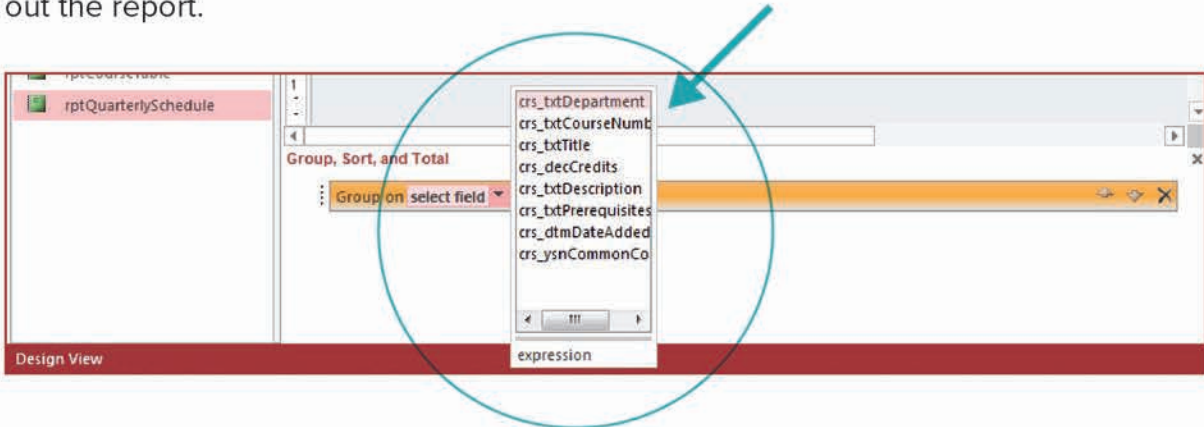 out the report.
rptCourseTable
rptQuarterlySchedule
1
Group, Sort, and Total
Group on select field
crs_txtDepartment
crs_txtCourseNumb
crs_txtTitle
crs_decCredits
crs_txtDescription
crs_txtPrerequisites
crs_dtmDateAdded
crs_ysnCommonCo
expression
Design View